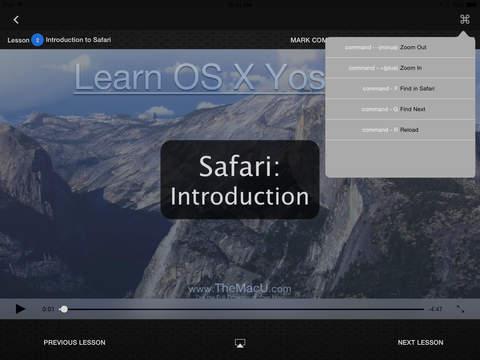 Lesson 2 Introduction to Safari
MARK COM
command - -(minus) Zoom Out
command - +(plus) Zoom In
command - F Find in Safari
command - G Find Next
command - R Reload
Learn OS X Yos
Safari:
Introduction
www.TheMacU.com
0:01
-4:47
PREVIOUS LESSON
NEXT LESSON